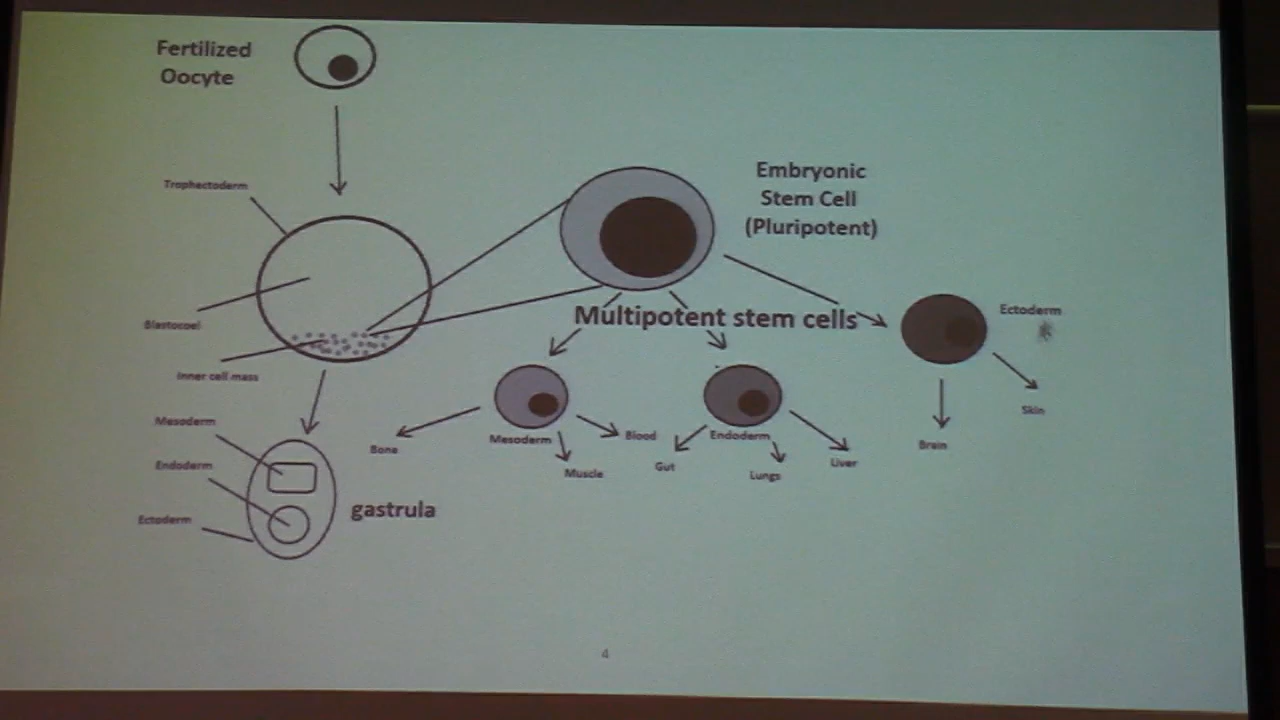 Fertilized
Oocyte
Trophectoderm
Embryonic
Stem Cell
(Pluripotent)
Blastocoel
Multipotent stem cells
Ectoderm
Inner cell mass
Skin
Mesoderm
Bone
Mesoderm
Blood
Endoderm
Brain
Endoderm
Gut
Muscle
Lungs
Liver
Ectoderm
gastrula
4